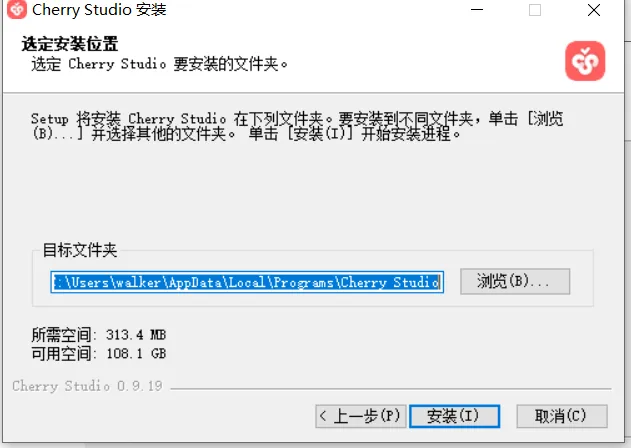 Cherry Studio 安装
选定安装位置
选定 Cherry Studio 要安装的文件夹。
Setup 将安装 Cherry Studio 在下列文件夹。要安装到不同文件夹，单击 [浏览
(B)...] 并选择其他的文件夹。 单击 [安装(I)] 开始安装进程。
目标文件夹
:\Users\walker\AppData\Local\Programs\Cherry Studio
浏览(B)...
所需空间: 313.4 MB
可用空间: 108.1 GB
Cherry Studio 0.9.19
< 上一步(P)
安装(I)
取消(C)